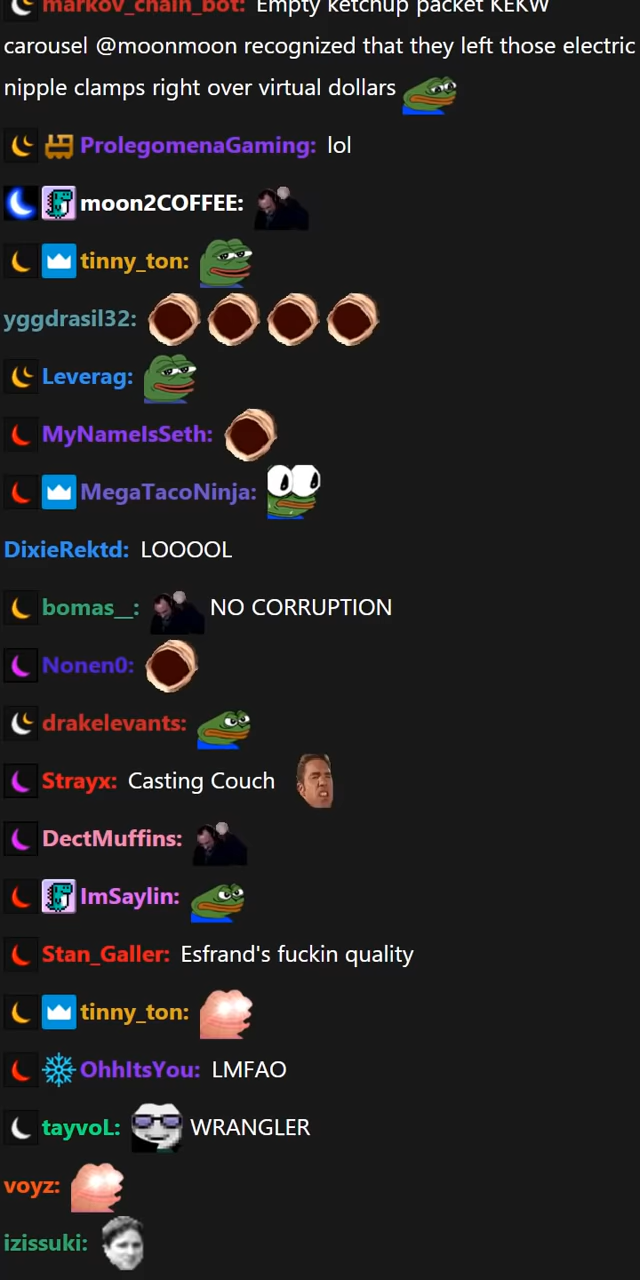 markov_chain_bot: Empty ketchup packet KEKW
carousel @moonmoon recognized that they left those electric
nipple clamps right over virtual dollars
ProlegomenaGaming: lol
moon2COFFEE:
tinny_ton:
yggdrasil32:
Leverag:
MyNameIsSeth:
MegaTacoNinja:
DixieRektd: LOOOOL
bomas__: NO CORRUPTION
Nonen0:
drakelevants:
Strayx: Casting Couch
DectMuffins:
ImSaylin:
Stan_Galler: Esfrand's fuckin quality
tinny_ton:
OhhItsYou: LMFAO
tayvoL: WRANGLER
voyz:
izissuki: